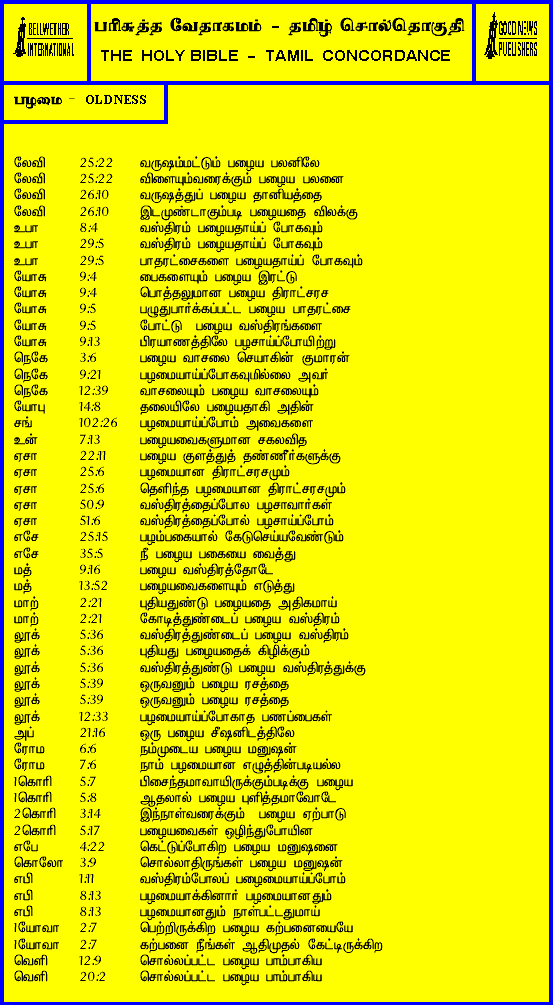 BELLWETHER INTERNATIONAL
பரிசுத்த வேதாகமம் - தமிழ் சொல்தொகுதி
THE HOLY BIBLE - TAMIL CONCORDANCE
GOOD NEWS PUBLISHERS
பழமை - OLDNESS
லேவி 25:22 வருஷம்மட்டும் பழைய பலனிலே
லேவி 25:22 விளையும்வரைக்கும் பழைய பலனை
லேவி 26:10 வருஷத்துப் பழைய தானியத்தை
லேவி 26:10 இடமுண்டாகும்படி பழையதை விலக்கு
உபா 8:4 வஸ்திரம் பழையதாய்ப் போகவும்
உபா 29:5 வஸ்திரம் பழையதாய்ப் போகவும்
உபா 29:5 பாதரட்சைகளை பழையதாய்ப் போகவும்
யோசு 9:4 பைகளையும் பழைய இரட்டு
யோசு 9:4 பொத்தலுமான பழைய திராட்சரச
யோசு 9:5 பழுதுபார்க்கப்பட்ட பழைய பாதரட்சை
யோசு 9:5 போட்டு பழைய வஸ்திரங்களை
யோசு 9:13 பிரயாணத்திலே பழசாய்ப்போயிற்று
நெகே 3:6 பழைய வாசலை செயாகின் குமாரன்
நெகே 9:21 பழமையாய்ப்போகவுமில்லை அவர்
நெகே 12:39 வாசலையும் பழைய வாசலையும்
யோபு 14:8 தலையிலே பழையதாகி அதின்
சங் 102:26 பழமையாய்ப்போம் அவைகளை
உன் 7:13 பழையவைகளுமான சகலவித
ஏசா 22:11 பழைய குளத்துத் தண்ணீர்களுக்கு
ஏசா 25:6 பழமையான திராட்சரசமும்
ஏசா 25:6 தெளிந்த பழமையான திராட்சரசமும்
ஏசா 50:9 வஸ்திரத்தைப்போல பழசாவார்கள்
ஏசா 51:6 வஸ்திரத்தைப்போல் பழசாய்ப்போம்
எசே 25:15 பழம்பகையால் கேடுசெய்யவேண்டும்
எசே 35:5 நீ பழைய பகையை வைத்து
மத் 9:16 பழைய வஸ்திரத்தோடே
மத் 13:52 பழையவைகளையும் எடுத்து
மாற் 2:21 புதியதுண்டு பழையதை அதிகமாய்
மாற் 2:21 கோடித்துண்டைப் பழைய வஸ்திரம்
லூக் 5:36 வஸ்திரத்துண்டைப் பழைய வஸ்திரம்
லூக் 5:36 புதியது பழையதைக் கிழிக்கும்
லூக் 5:36 வஸ்திரத்துண்டு பழைய வஸ்திரத்துக்கு
லூக் 5:39 ஒருவனும் பழைய ரசத்தை
லூக் 5:39 ஒருவனும் பழைய ரசத்தை
லூக் 12:33 பழமையாய்ப்போகாத பணப்பைகள்
அப் 21:16 ஒரு பழைய சீஷனிடத்திலே
ரோம 6:6 நம்முடைய பழைய மனுஷன்
ரோம 7:6 நாம் பழமையான எழுத்தின்படியல்ல
1கொரி 5:7 பிசைந்தமாவாயிருக்கும்படிக்கு பழைய
1கொரி 5:8 ஆதலால் பழைய புளித்தமாவோடே
2கொரி 3:14 இந்நாள்வரைக்கும் பழைய ஏற்பாடு
2கொரி 5:17 பழையவைகள் ஒழிந்துபோயின
எபே 4:22 கெட்டுப்போகிற பழைய மனுஷனை
கொலோ 3:9 சொல்லாதிருங்கள் பழைய மனுஷன்
எபி 1:11 வஸ்திரம்போலப் பழைமையாய்ப்போம்
எபி 8:13 பழமையாக்கினார் பழமையானதும்
எபி 8:13 பழமையானதும் நாள்பட்டதுமாய்
1யோவா 2:7 பெற்றிருக்கிற பழைய கற்பனையையே
1யோவா 2:7 கற்பனை நீங்கள் ஆதிமுதல் கேட்டிருக்கிற
வெளி 12:9 சொல்லப்பட்ட பழைய பாம்பாகிய
வெளி 20:2 சொல்லப்பட்ட பழைய பாம்பாகிய